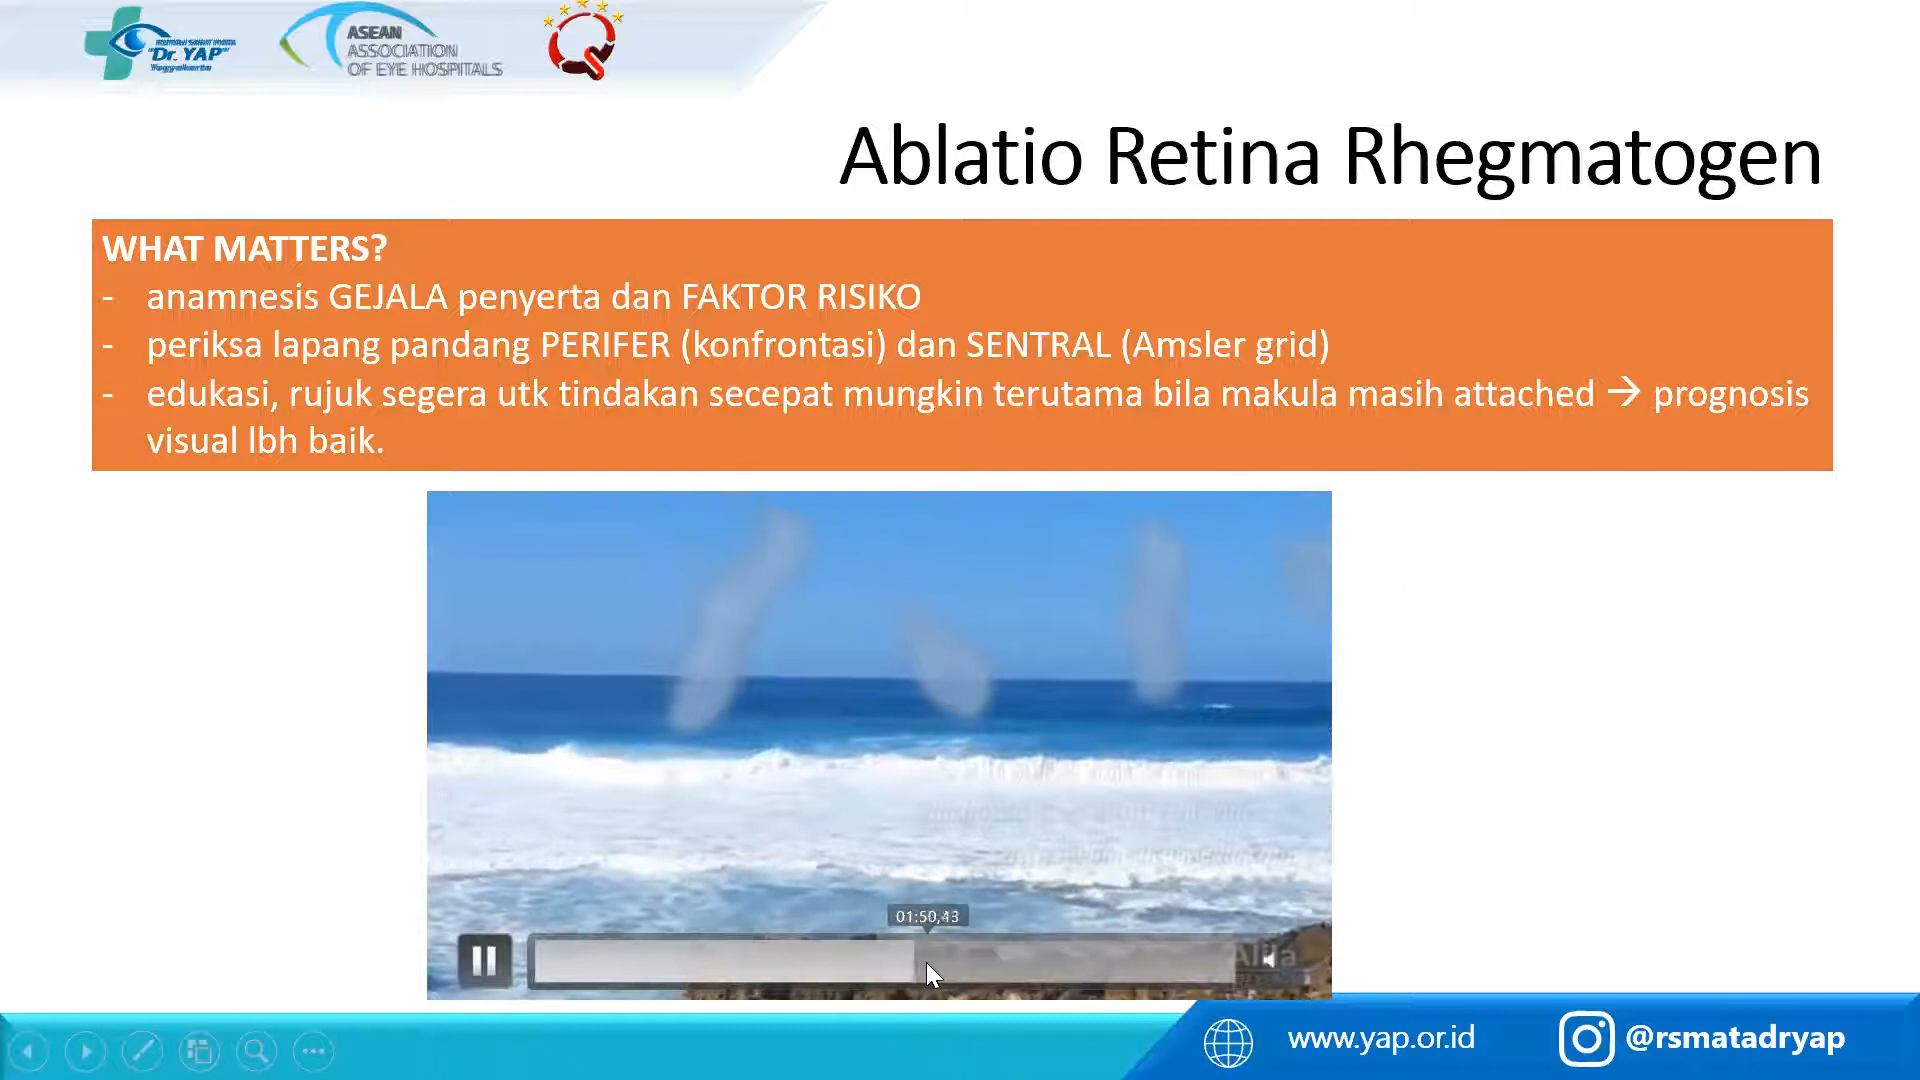 "Dr. YAP"
ASEAN
ASSOCIATION
OF EYE HOSPITALS
Ablatio Retina Rhegmatogen
WHAT MATTERS?
- anamnesis GEJALA penyerta dan FAKTOR RISIKO
- periksa lapang pandang PERIFER (konfrontasi) dan SENTRAL (Amsler grid)
- edukasi, rujuk segera utk tindakan secepat mungkin terutama bila makula masih attached → prognosis
visual lbh baik.
01:50,43
www.yap.or.id
@rsmatadryap